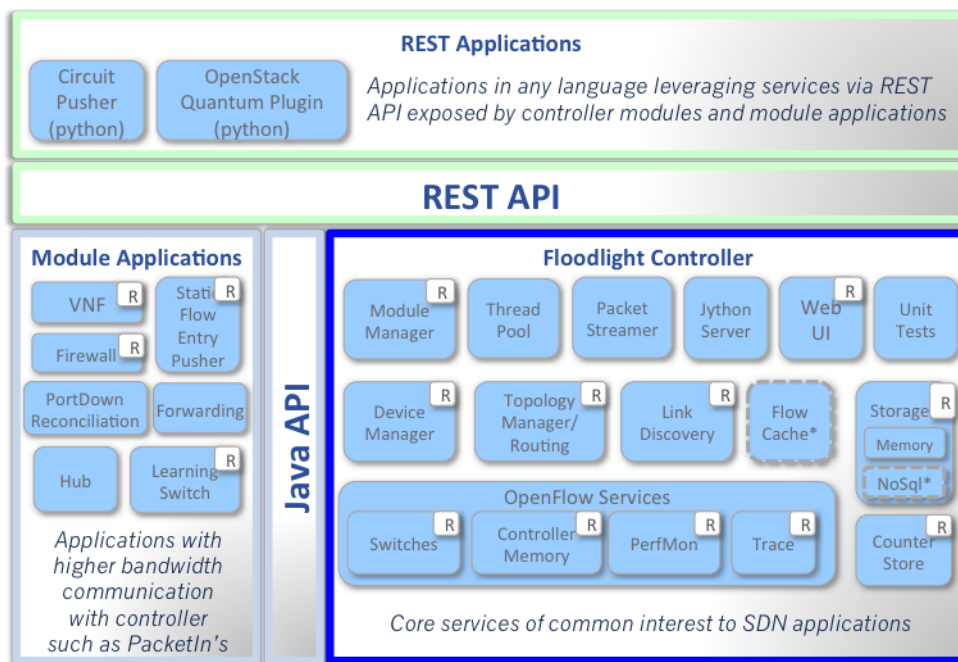 REST Applications
Circuit
Pusher
(python)
OpenStack
Quantum Plugin
(python)
Applications in any language leveraging services via REST
API exposed by controller modules and module applications
REST API
Module Applications
VNF
R
Static
Flow
Entry
Pusher
R
Firewall
R
PortDown
Reconciliation
Forwarding
Hub
Learning
Switch
R
Applications with
higher bandwidth
communication
with controller
such as PacketIn's
Java API
Floodlight Controller
Module
Manager
R
Thread
Pool
Packet
Streamer
Jython
Server
Web
UI
R
Unit
Tests
Device
Manager
R
Topology
Manager/
Routing
R
Link
Discovery
R
Flow
Cache*
Storage
R
Memory
NoSql*
OpenFlow Services
Switches
R
Controller
Memory
R
PerfMon
R
Trace
R
Counter
Store
R
Core services of common interest to SDN applications